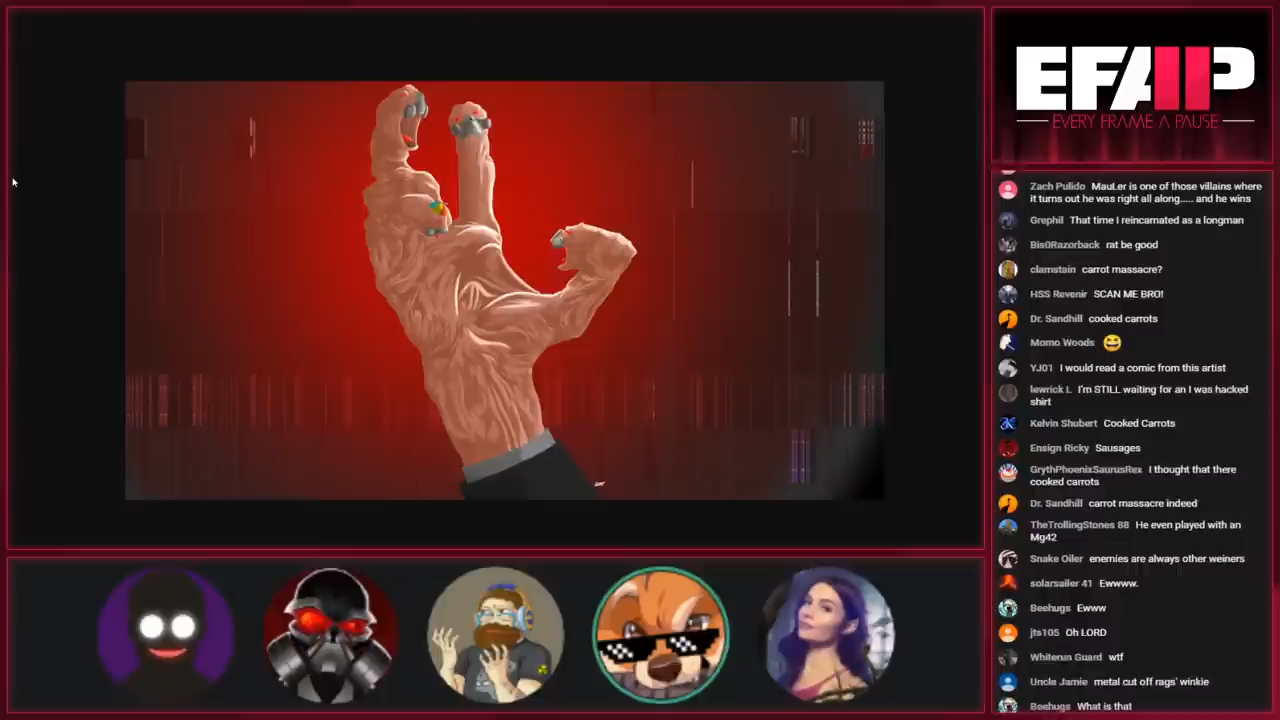 EFAP
EVERY FRAME A PAUSE
Zach Pulido MauLer is one of those villains where
it turns out he was right all along..... and he wins
Grephil That time I reincarnated as a longman
Bis0Razorback rat be good
clamstain carrot massacre?
HSS Revenir SCAN ME BRO!
Dr. Sandhill cooked carrots
Momo Woods
YJ01 I would read a comic from this artist
lewrick L I'm STILL waiting for an I was hacked
shirt
Kelvin Shubert Cooked Carrots
Ensign Ricky Sausages
GrythPhoenixSaurusRex I thought that there
cooked carrots
Dr. Sandhill carrot massacre indeed
TheTrollingStones 88 He even played with an
Mg42
Snake Oiler enemies are always other weiners
solarsailer 41 Ewwww.
Beehugs Ewww
jts105 Oh LORD
Whiterun Guard wtf
Uncle Jamie metal cut off rags' winkie
Beehugs What is that